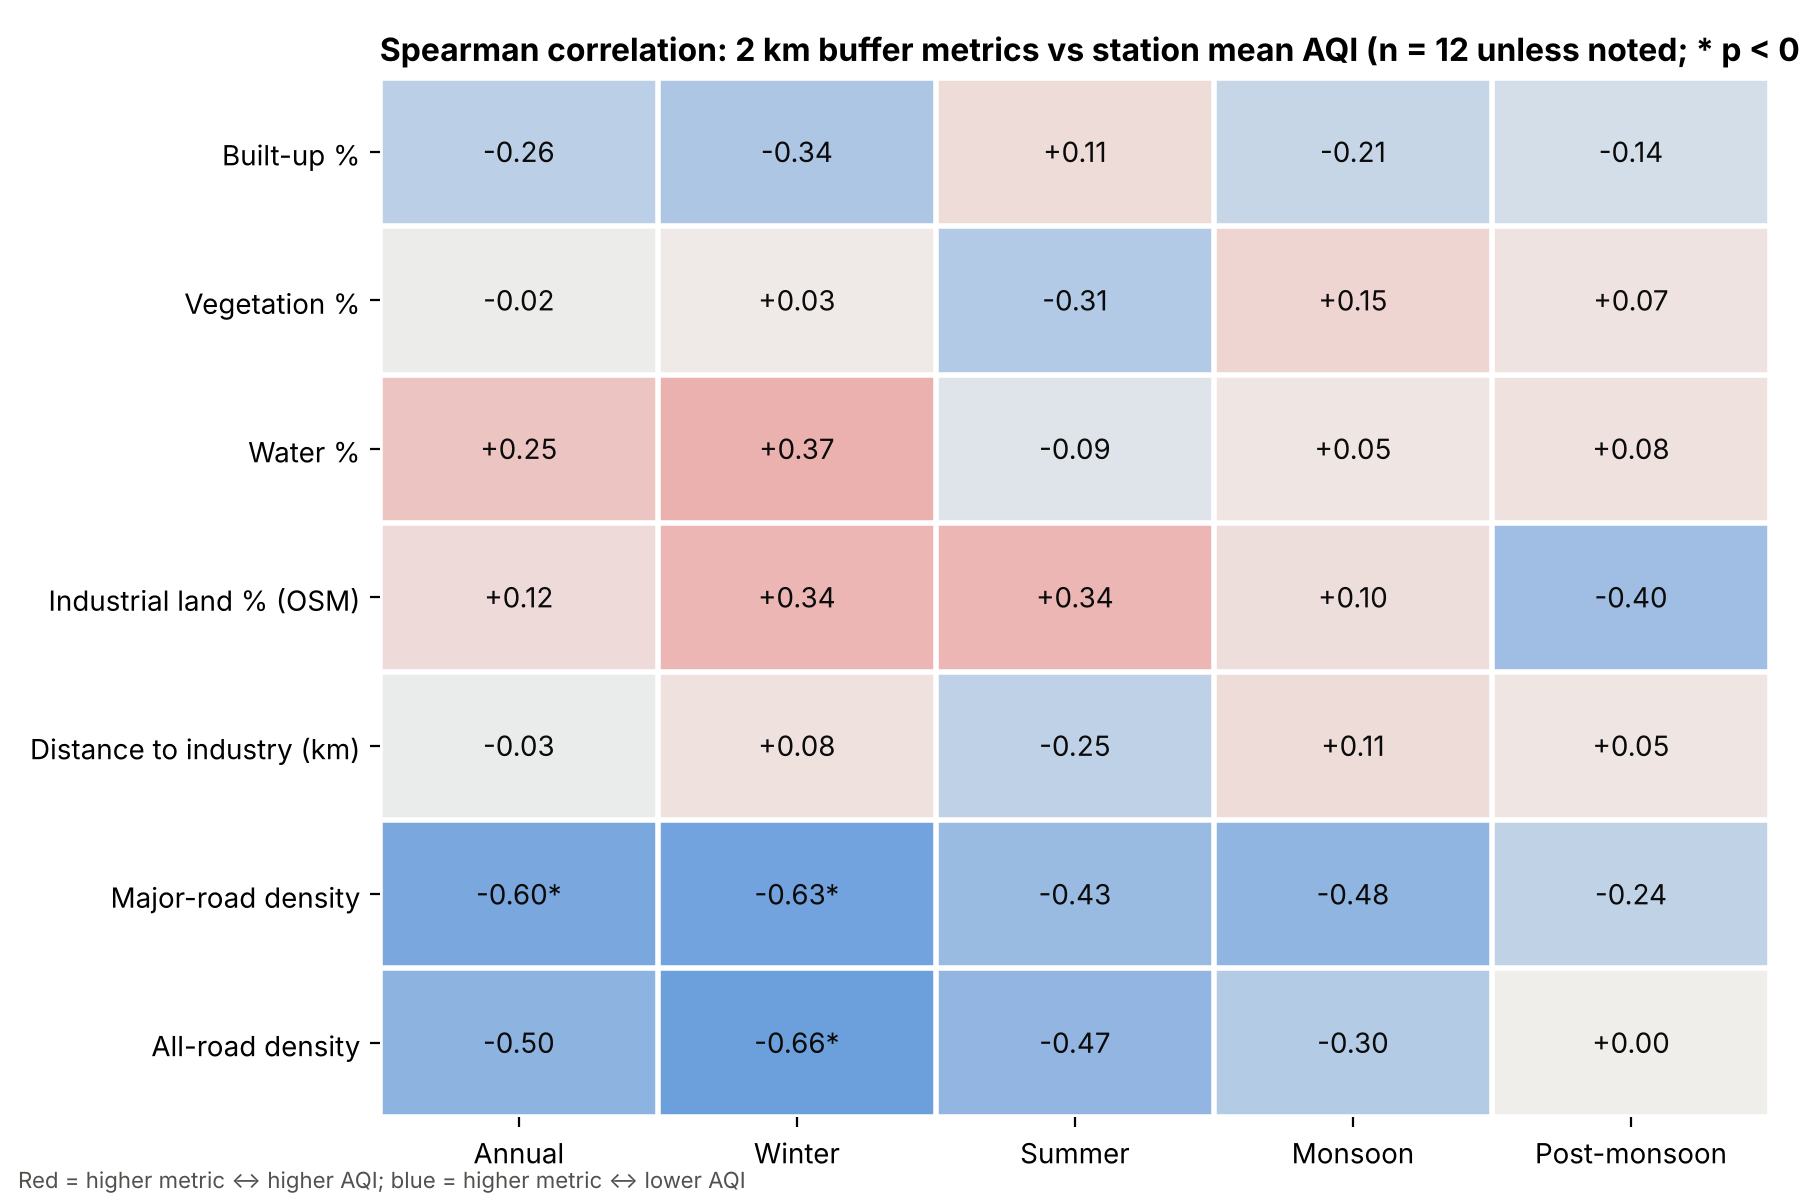 Spearman correlation: 2 km buffer metrics vs station mean AQI (n = 12 unless noted; * p < 0
Built-up % -0.26 -0.34 +0.11 -0.21 -0.14
Vegetation % -0.02 +0.03 -0.31 +0.15 +0.07
Water % +0.25 +0.37 -0.09 +0.05 +0.08
Industrial land % (OSM) +0.12 +0.34 +0.34 +0.10 -0.40
Distance to industry (km) -0.03 +0.08 -0.25 +0.11 +0.05
Major-road density -0.60* -0.63* -0.43 -0.48 -0.24
All-road density -0.50 -0.66* -0.47 -0.30 +0.00
Annual Winter Summer Monsoon Post-monsoon
Red = higher metric ↔ higher AQI; blue = higher metric ↔ lower AQI